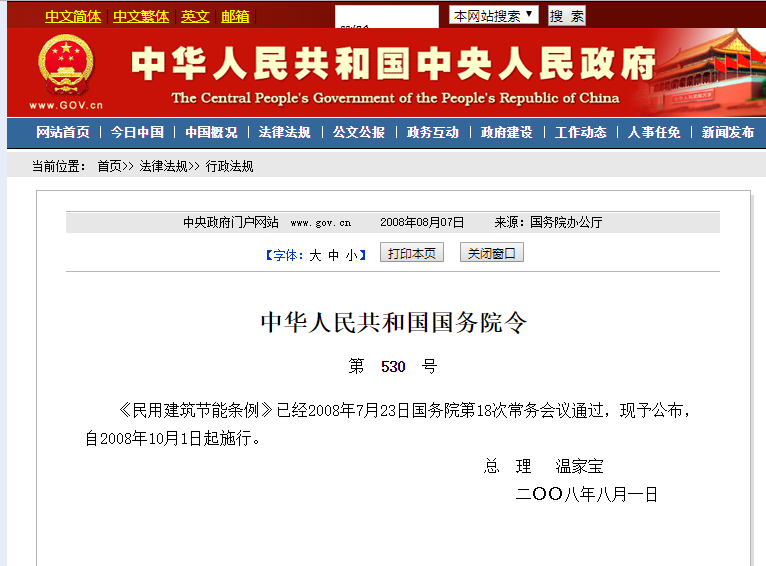 中文简体 | 中文繁体 | 英文 | 邮箱 | 本网站搜索 搜 索
中华人民共和国中央人民政府
www.GOV.cn
The Central People's Government of the People's Republic of China
网站首页 | 今日中国 | 中国概况 | 法律法规 | 公文公报 | 政务互动 | 政府建设 | 工作动态 | 人事任免 | 新闻发布
当前位置： 首页>> 法律法规>> 行政法规
中央政府门户网站 www.gov.cn 2008年08月07日 来源：国务院办公厅
【字体：大 中 小】 打印本页 关闭窗口
中华人民共和国国务院令
第 530 号
《民用建筑节能条例》已经2008年7月23日国务院第18次常务会议通过，现予公布，
自2008年10月1日起施行。
总 理 温家宝
二〇〇八年八月一日